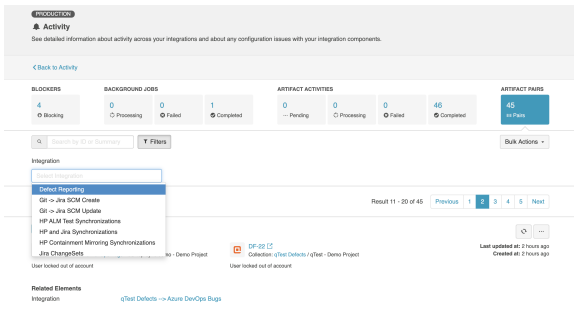 PRODUCTION
Activity
See detailed information about activity across your integrations and about any configuration issues with your integration components.
Back to Activity
BLOCKERS BACKGROUND JOBS ARTIFACT ACTIVITIES ARTIFACT PAIRS
4 0 0 1 0 0 0 46 45
Blocking Processing Failed Completed Pending Processing Failed Completed Pairs
Search by ID or Summary Filters Bulk Actions
Integration
Select Integration
Defect Reporting
Git -> Jira SCM Create
Git -> Jira SCM Update
HP ALM Test Synchronizations
HP and Jira Synchronizations
HP Containment Mirroring Synchronizations
Jira ChangeSets
Result 11 - 20 of 45 Previous 1 2 3 4 5 Next
DF-22 Last updated at: 2 hours ago
mo - Demo Project Collection: qTest Defects / qTest - Demo Project Created at: 2 hours ago
User locked out of account User locked out of account
Related Elements
Integration qTest Defects --> Azure DevOps Bugs